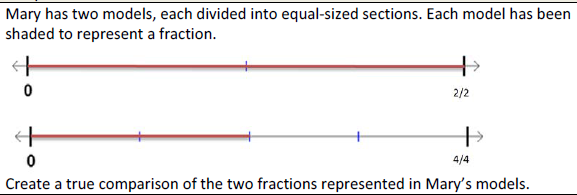 Mary has two models, each divided into equal-sized sections. Each model has been
shaded to represent a fraction.
0 2/2
0 4/4
Create a true comparison of the two fractions represented in Mary's models.